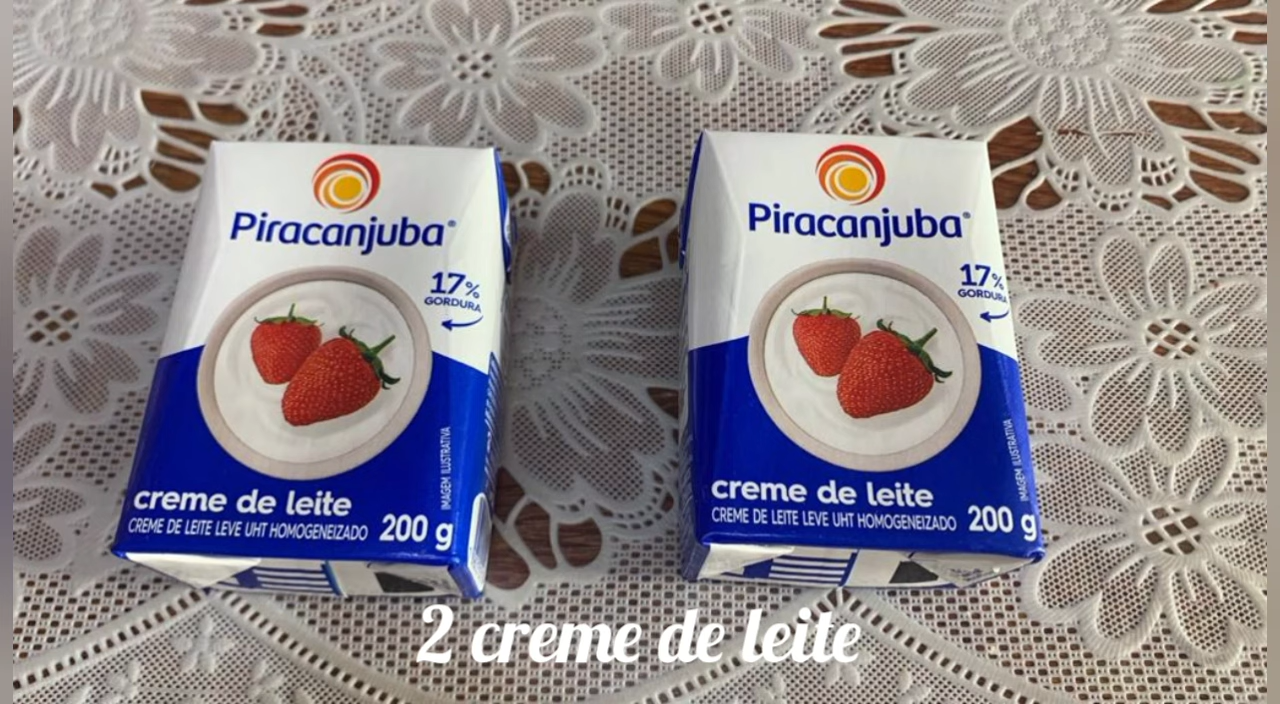 Piracanjuba®
17%
GORDURA
IMAGEM ILUSTRATIVA
creme de leite
CREME DE LEITE LEVE UHT HOMOGENEIZADO 200 g
Piracanjuba®
17%
GORDURA
IMAGEM ILUSTRATIVA
creme de leite
CREME DE LEITE LEVE UHT HOMOGENEIZADO 200 g
2 creme de leite